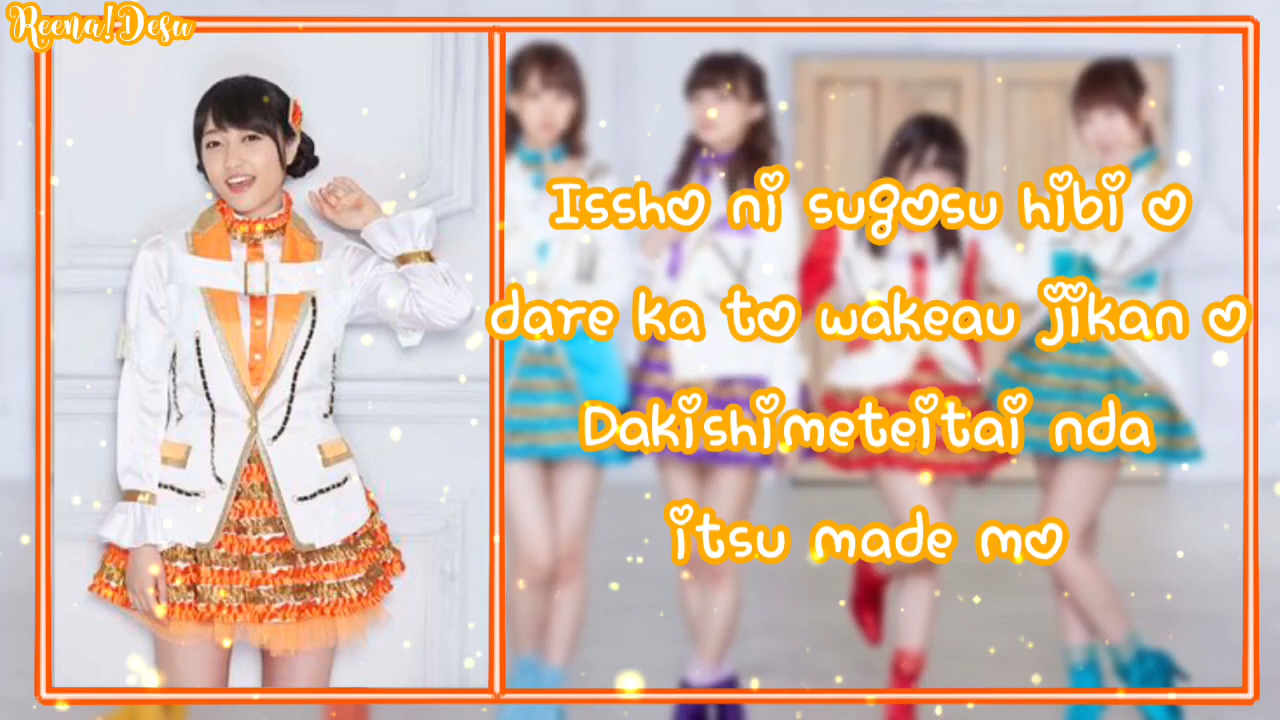 Reena!Desu
Issho ni sugosu hibi o
dare ka to wakeau jikan o
Dakishimeteitai nda
itsu made mo